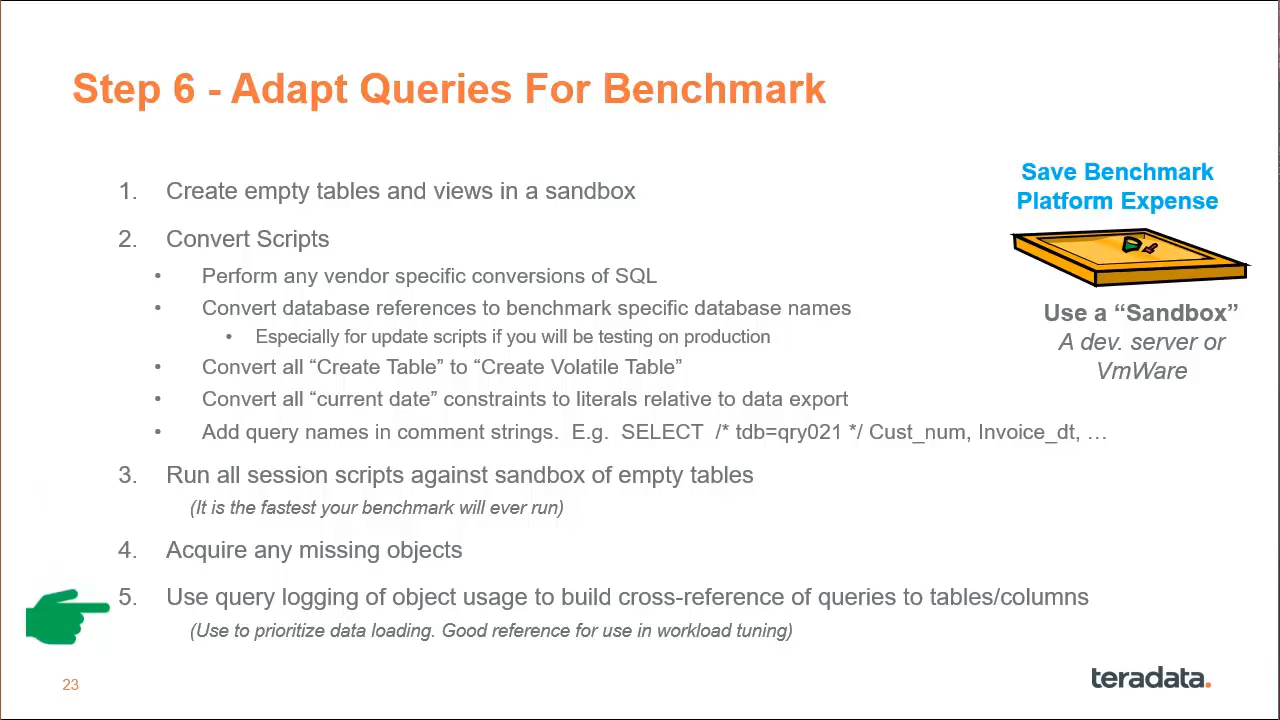 Step 6 - Adapt Queries For Benchmark
1. Create empty tables and views in a sandbox
2. Convert Scripts
• Perform any vendor specific conversions of SQL
• Convert database references to benchmark specific database names
• Especially for update scripts if you will be testing on production
• Convert all “Create Table” to “Create Volatile Table”
• Convert all “current date” constraints to literals relative to data export
• Add query names in comment strings. E.g. SELECT /* tdb=qry021 */ Cust_num, Invoice_dt, …
3. Run all session scripts against sandbox of empty tables
(It is the fastest your benchmark will ever run)
4. Acquire any missing objects
5. Use query logging of object usage to build cross-reference of queries to tables/columns
(Use to prioritize data loading. Good reference for use in workload tuning)
Save Benchmark
Platform Expense
Use a “Sandbox”
A dev. server or
VmWare
23
teradata.